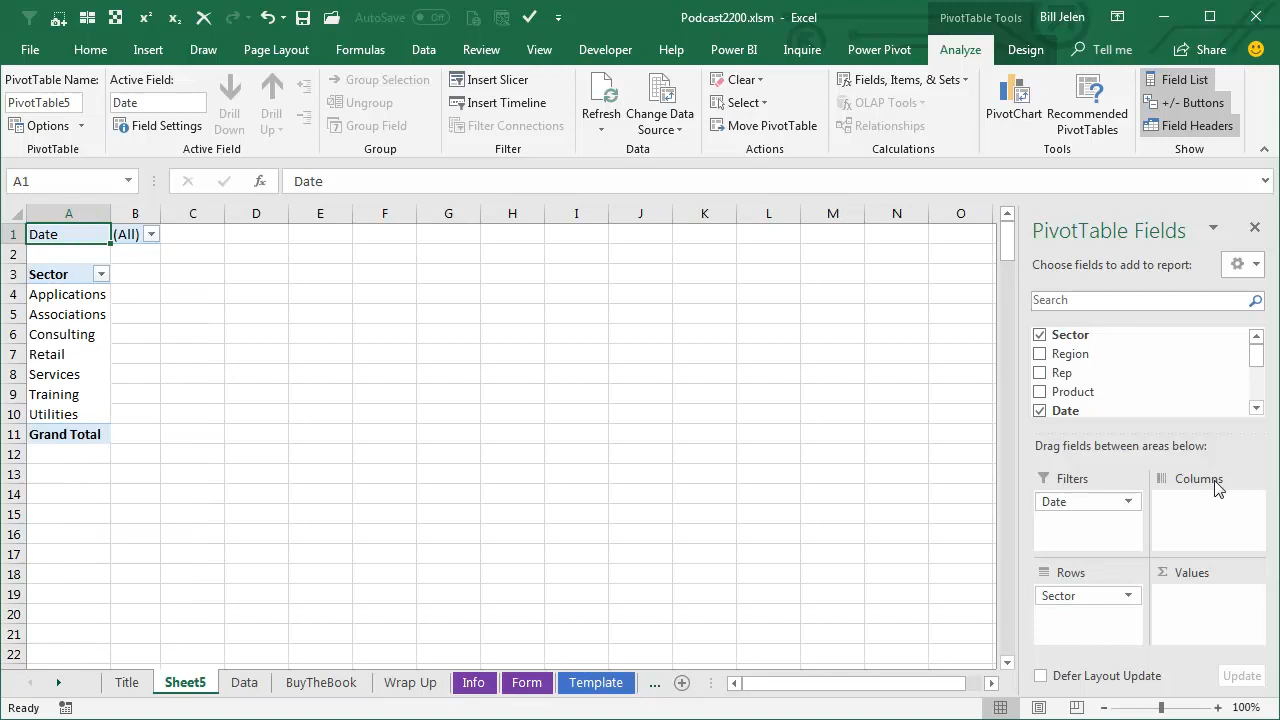 AutoSave Off Podcast2200.xlsm - Excel PivotTable Tools Bill Jelen
File Home Insert Draw Page Layout Formulas Data Review View Developer Help Power BI Inquire Power Pivot Analyze Design Tell me Share
PivotTable Name:
PivotTable5
Options
PivotTable
Active Field:
Date
Field Settings
Drill
Down
Drill
Up
Active Field
Group Selection
Ungroup
Group Field
Group
Insert Slicer
Insert Timeline
Filter Connections
Filter
Refresh
Change Data
Source
Data
Clear
Select
Move PivotTable
Actions
Fields, Items, & Sets
OLAP Tools
Relationships
Calculations
PivotChart
Recommended
PivotTables
Tools
Field List
+/- Buttons
Field Headers
Show
A1 fx Date
A B C D E F G H I J K L M N O
1 Date (All)
2
3 Sector
4 Applications
5 Associations
6 Consulting
7 Retail
8 Services
9 Training
10 Utilities
11 Grand Total
12
13
14
15
16
17
18
19
20
21
22
PivotTable Fields
Choose fields to add to report:
Search
Sector
Region
Rep
Product
Date
Drag fields between areas below:
Filters
Date
Columns
Rows
Sector
Σ Values
Defer Layout Update Update
Title Sheet5 Data BuyTheBook Wrap Up Info Form Template ...
Ready 100%